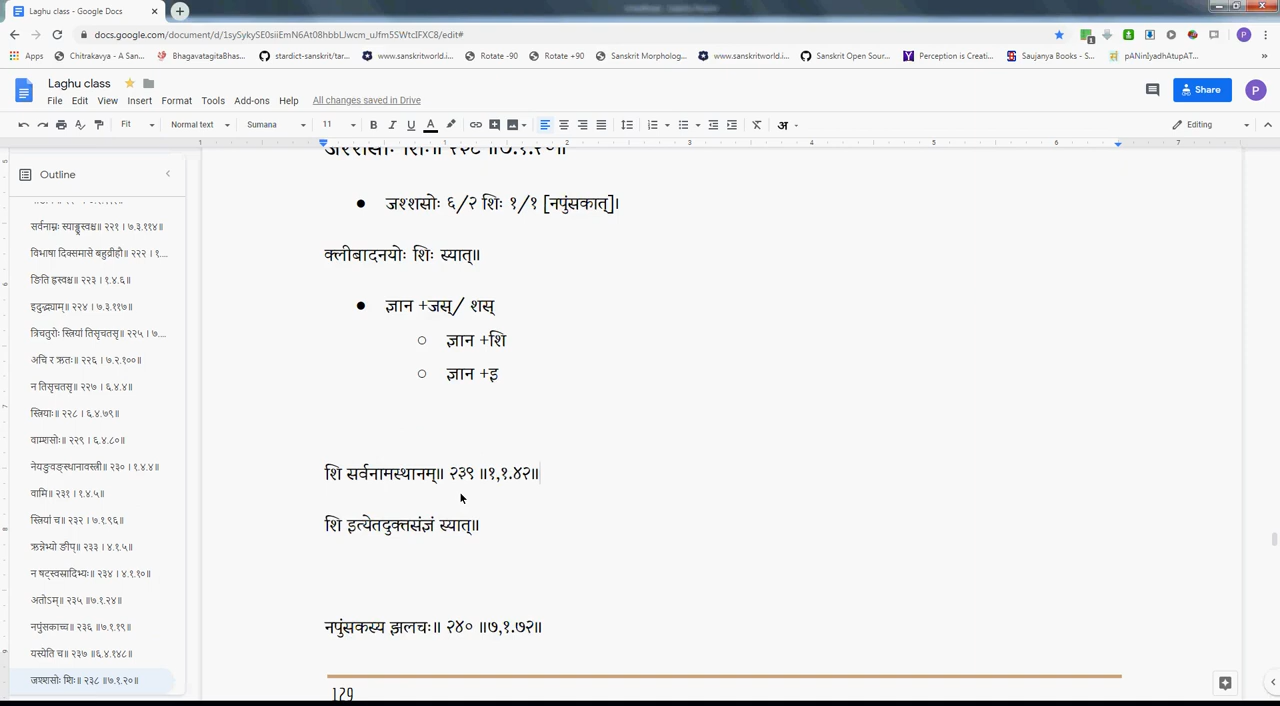 Laghu class - Google Docs
docs.google.com/document/d/1sySykySE0siiEmN6At08hbbLJwcm_uJfm5SWtcIFXC8/edit#
Apps Chitrakavya - A San... BhagavatagitaBhas... stardict-sanskrit/tar... www.sanskritworld.i... Rotate -90 Rotate +90 Sanskrit Morpholog... www.sanskritworld.i... Sanskrit Open Sour... Perception is Creati... Saujanya Books - S... pANinIyadhAtupAT...
Laghu class
File Edit View Insert Format Tools Add-ons Help All changes saved in Drive
Share
P
Fit Normal text Sumana 11 B I U A अ Editing
Outline
सर्वनाम्नः स्याड्ढ्रस्वश्च॥ २२१ । ७.३.११४॥
विभाषा दिक्समासे बहुव्रीहौ॥ २२२ । १....
ङिति ह्रस्वश्च॥ २२३ । १.४.६॥
इदुद्भ्याम्॥ २२४ । ७.३.११७॥
त्रिचतुरोः स्त्रियां तिसृचतसृ॥ २२५ । ७....
अचि र ऋतः॥ २२६ । ७.२.१००॥
न तिसृचतसृ॥ २२७ । ६.४.४॥
स्त्रियाः॥ २२८ । ६.४.७९॥
वाम्शसोः॥ २२९ । ६.४.८०॥
नेयङुवङ्स्थानावस्त्री॥ २३० । १.४.४॥
वामि॥ २३१ । १.४.५॥
स्त्रियां च॥ २३२ । ७.१.९६॥
ऋन्नेभ्यो ङीप्॥ २३३ । ४.१.५॥
न षट्स्वस्रादिभ्यः॥ २३४ । ४.१.१०॥
अतोऽम्॥ २३५ ॥७.१.२४॥
नपुंसकाच्च॥ २३६ ॥७.१.१९॥
यस्येति च॥ २३७ ॥६.४.१४८॥
जश्शसोः शिः॥ २३८ ॥७.१.२०॥
जश्शसोः शिः॥ २३८ ॥७.१.२०॥
● जश्शसोः ६/२ शिः १/१ [नपुंसकात्]।
क्लीबादनयोः शिः स्यात्॥
● ज्ञान +जस्/ शस्
○ ज्ञान +शि
○ ज्ञान +इ
शि सर्वनामस्थानम्॥ २३९ ॥१,१.४२॥
शि इत्येतदुक्तसंज्ञं स्यात्॥
नपुंसकस्य झलचः॥ २४० ॥७,१.७२॥
129